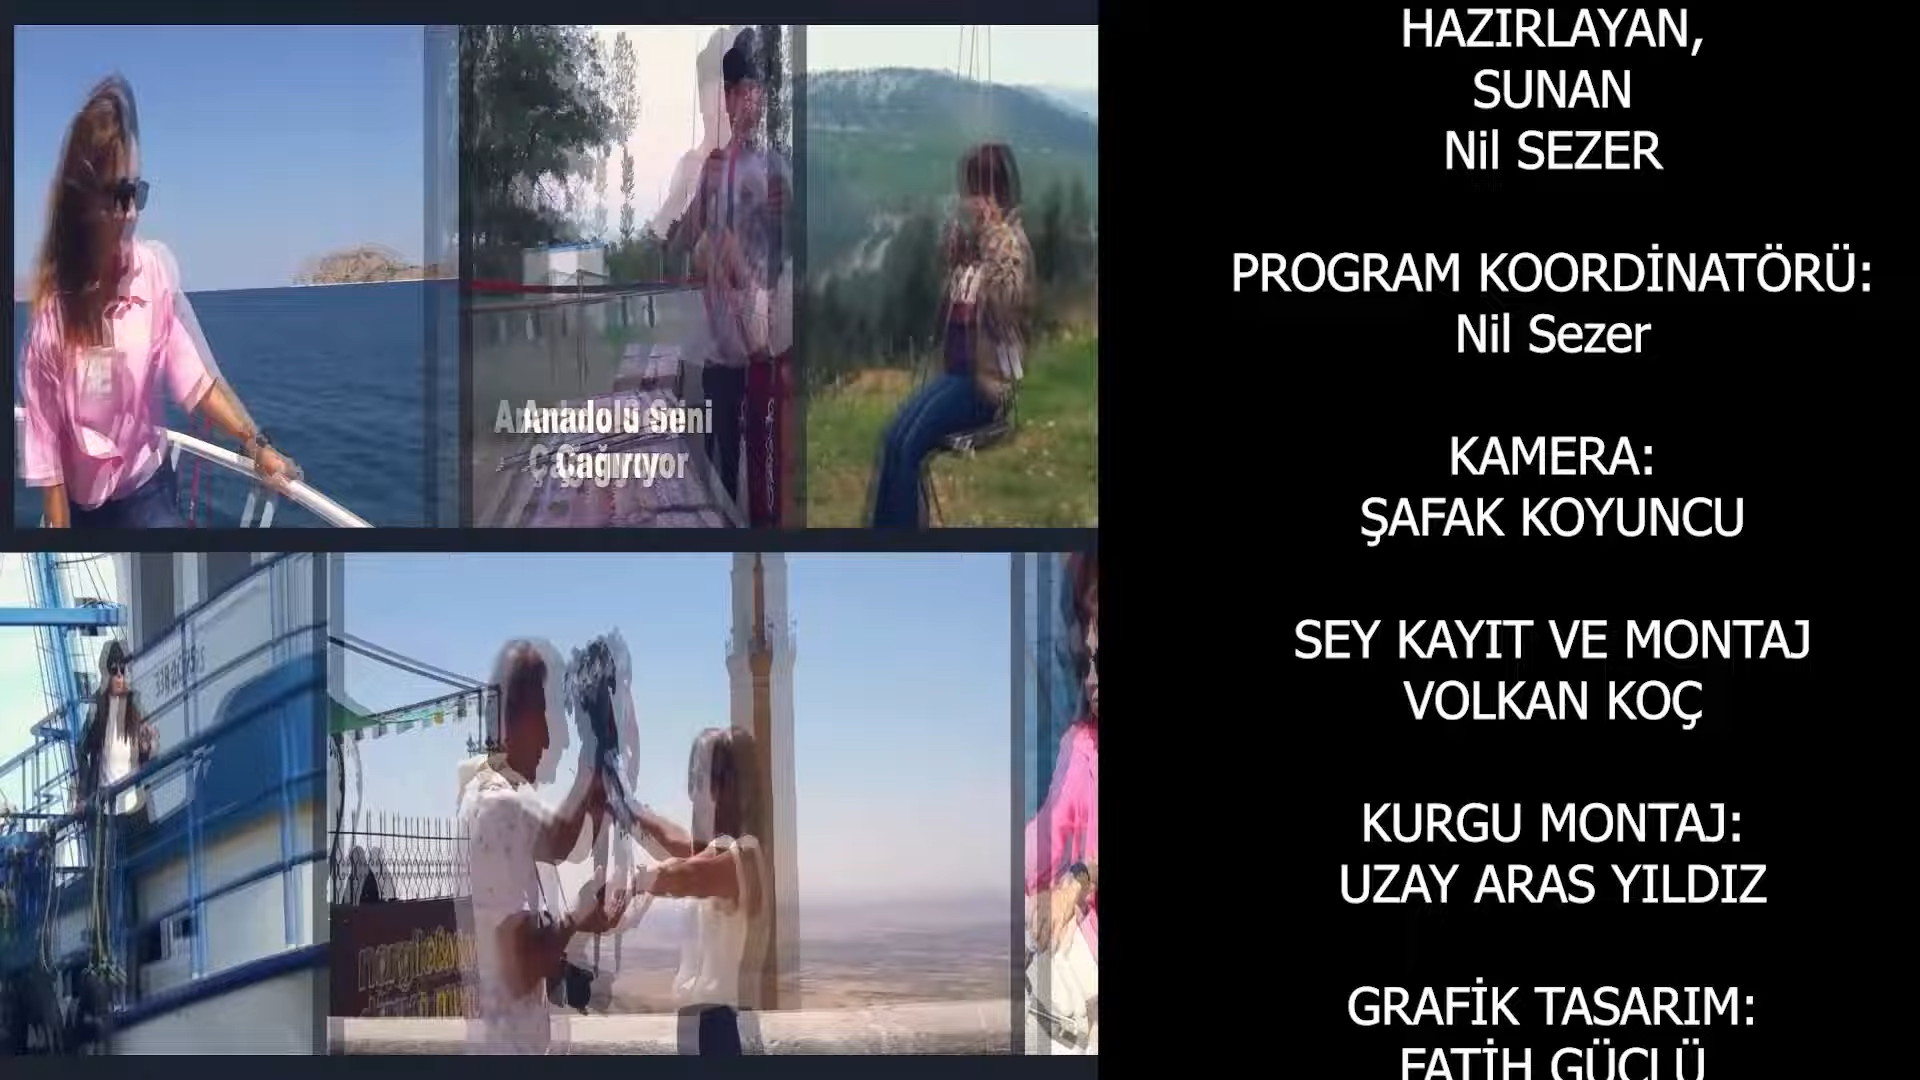 Anadolu Seni
Çağırıyor
HAZIRLAYAN,
SUNAN
Nil SEZER
PROGRAM KOORDİNATÖRÜ:
Nil Sezer
KAMERA:
ŞAFAK KOYUNCU
SEY KAYIT VE MONTAJ
VOLKAN KOÇ
KURGU MONTAJ:
UZAY ARAS YILDIZ
GRAFİK TASARIM:
FATİH GÜÇLÜ